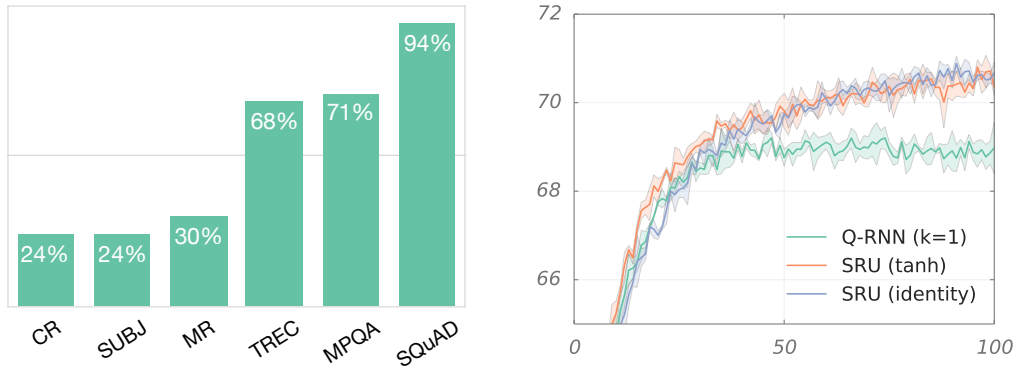 24%
24%
30%
68%
71%
94%
CR
SUBJ
MR
TREC
MPQA
SQuAD
72
70
68
66
0
50
100
Q-RNN (k=1)
SRU (tanh)
SRU (identity)